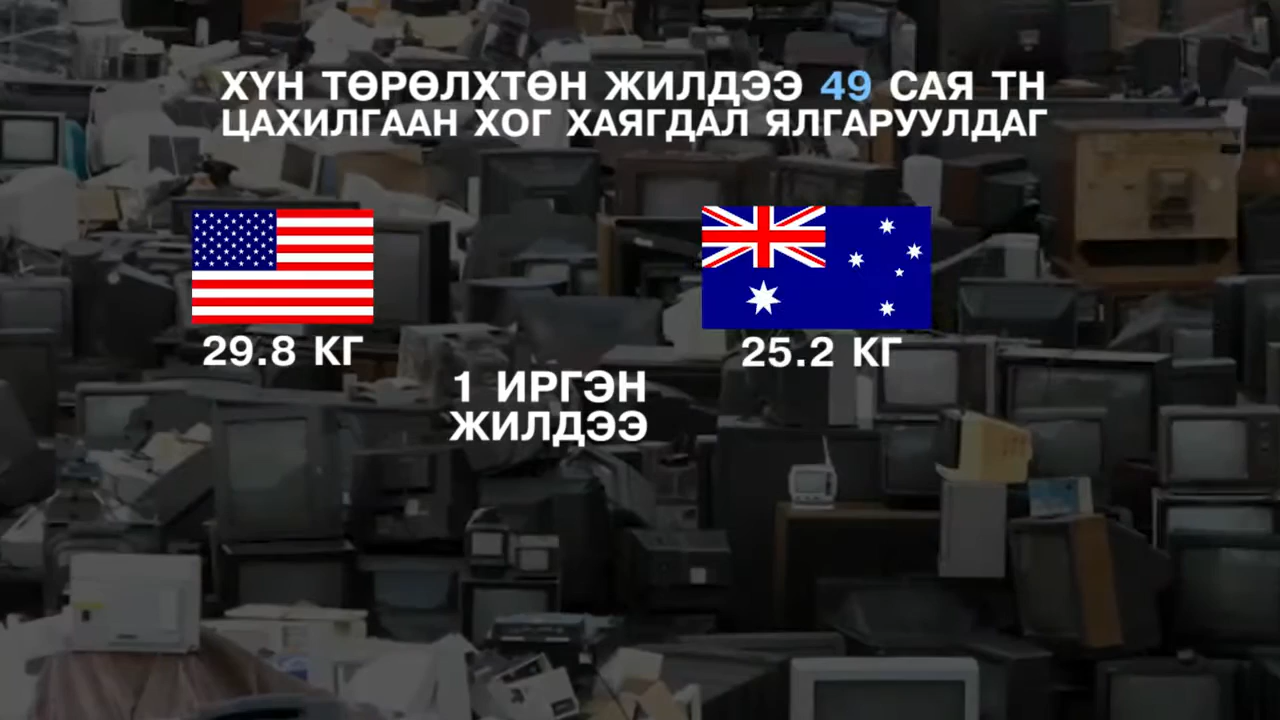 ХҮН ТӨРӨЛХТӨН ЖИЛДЭЭ 49 САЯ ТН
ЦАХИЛГААН ХОГ ХАЯГДАЛ ЯЛГАРУУЛДАГ
29.8 КГ
25.2 КГ
1 ИРГЭН
ЖИЛДЭЭ